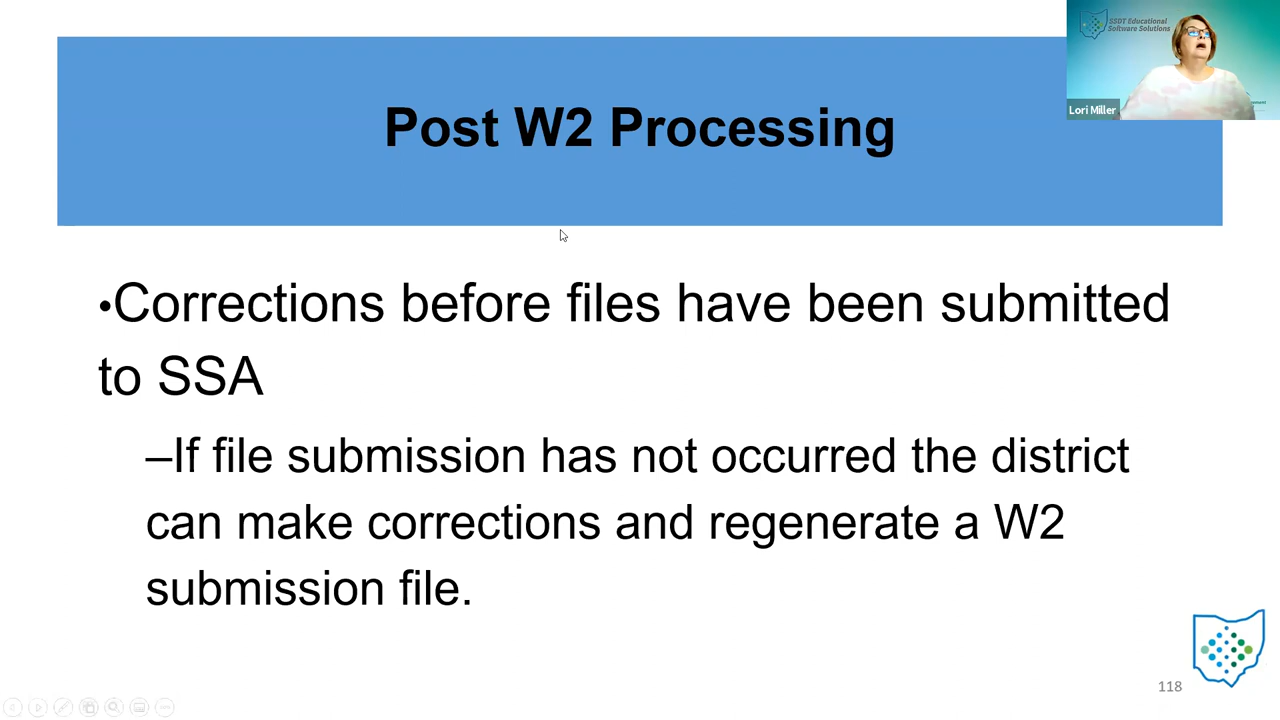 SSDT Educational
Software Solutions
Lori Miller
Post W2 Processing
•Corrections before files have been submitted
to SSA
–If file submission has not occurred the district
can make corrections and regenerate a W2
submission file.
118